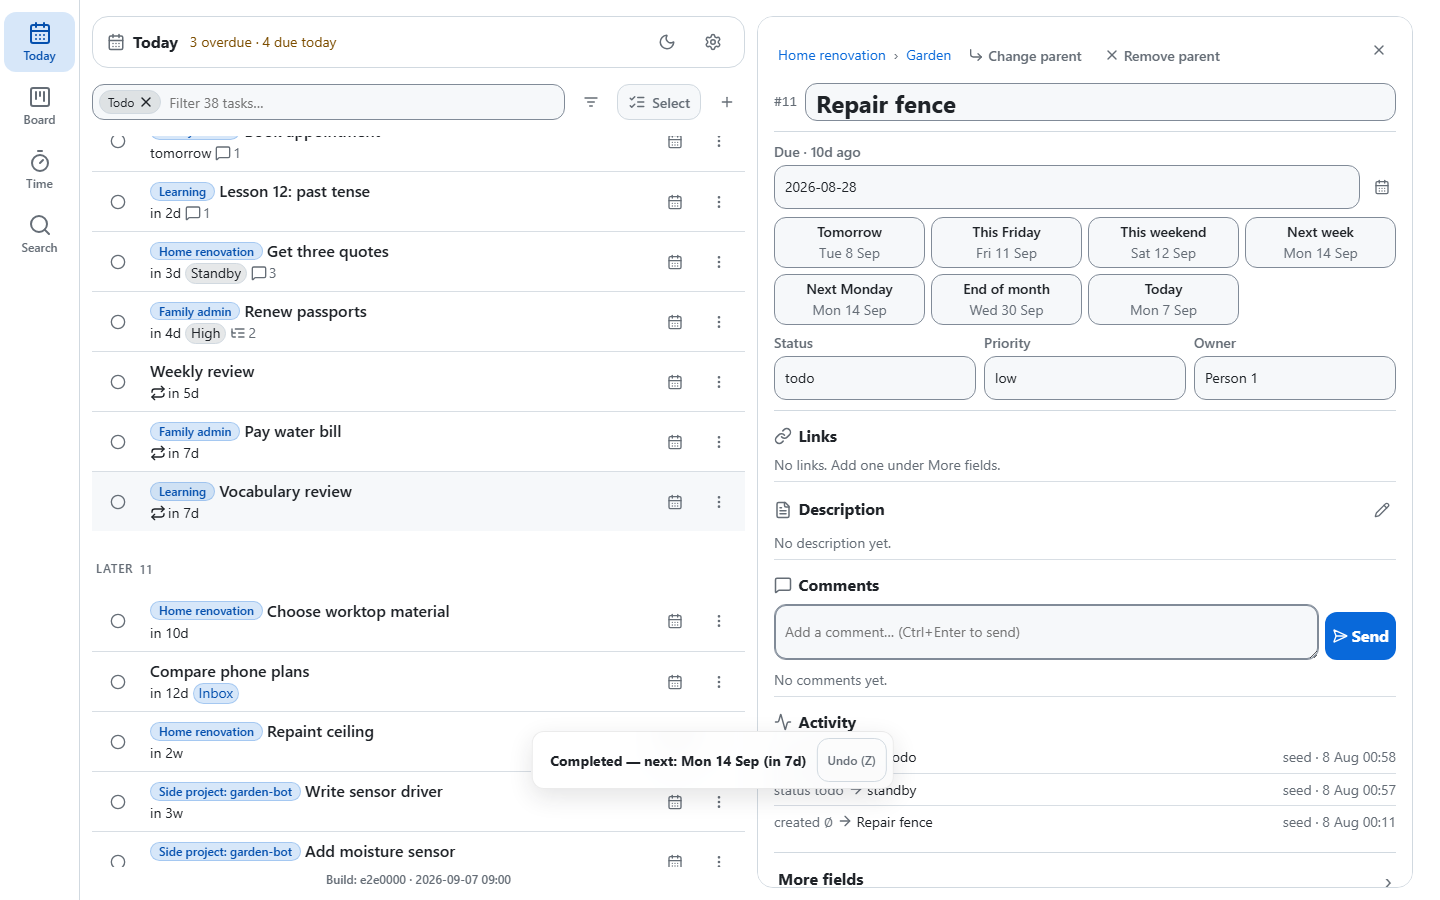 Today
Board
Time
Search
Today 3 overdue · 4 due today
Todo Filter 38 tasks...
Select
tomorrow 1
Learning Lesson 12: past tense
in 2d 1
Home renovation Get three quotes
in 3d Standby 3
Family admin Renew passports
in 4d High 2
Weekly review
in 5d
Family admin Pay water bill
in 7d
Learning Vocabulary review
in 7d
LATER 11
Home renovation Choose worktop material
in 10d
Compare phone plans
in 12d Inbox
Home renovation Repaint ceiling
in 2w
Side project: garden-bot Write sensor driver
in 3w
Side project: garden-bot Add moisture sensor
Build: e2e0000 · 2026-09-07 09:00
Home renovation › Garden Change parent Remove parent
#11 Repair fence
Due · 10d ago
2026-08-28
Tomorrow
Tue 8 Sep
This Friday
Fri 11 Sep
This weekend
Sat 12 Sep
Next week
Mon 14 Sep
Next Monday
Mon 14 Sep
End of month
Wed 30 Sep
Today
Mon 7 Sep
Status
todo
Priority
low
Owner
Person 1
Links
No links. Add one under More fields.
Description
No description yet.
Comments
Add a comment... (Ctrl+Enter to send)
Send
No comments yet.
Activity
seed · 8 Aug 00:58
status todo → standby seed · 8 Aug 00:57
created Ø → Repair fence seed · 8 Aug 00:11
More fields
Completed — next: Mon 14 Sep (in 7d) Undo (Z)